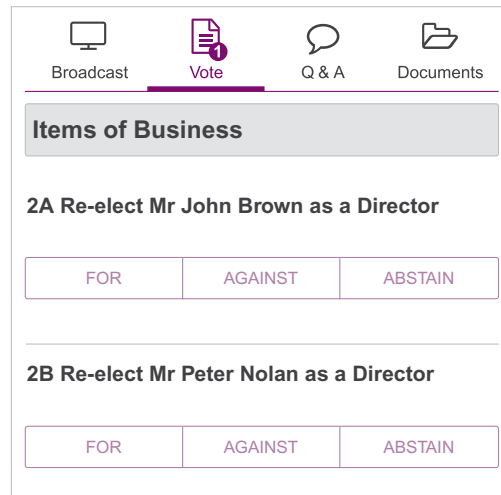 1
Broadcast Vote Q & A Documents
Items of Business
2A Re-elect Mr John Brown as a Director
FOR AGAINST ABSTAIN
2B Re-elect Mr Peter Nolan as a Director
FOR AGAINST ABSTAIN